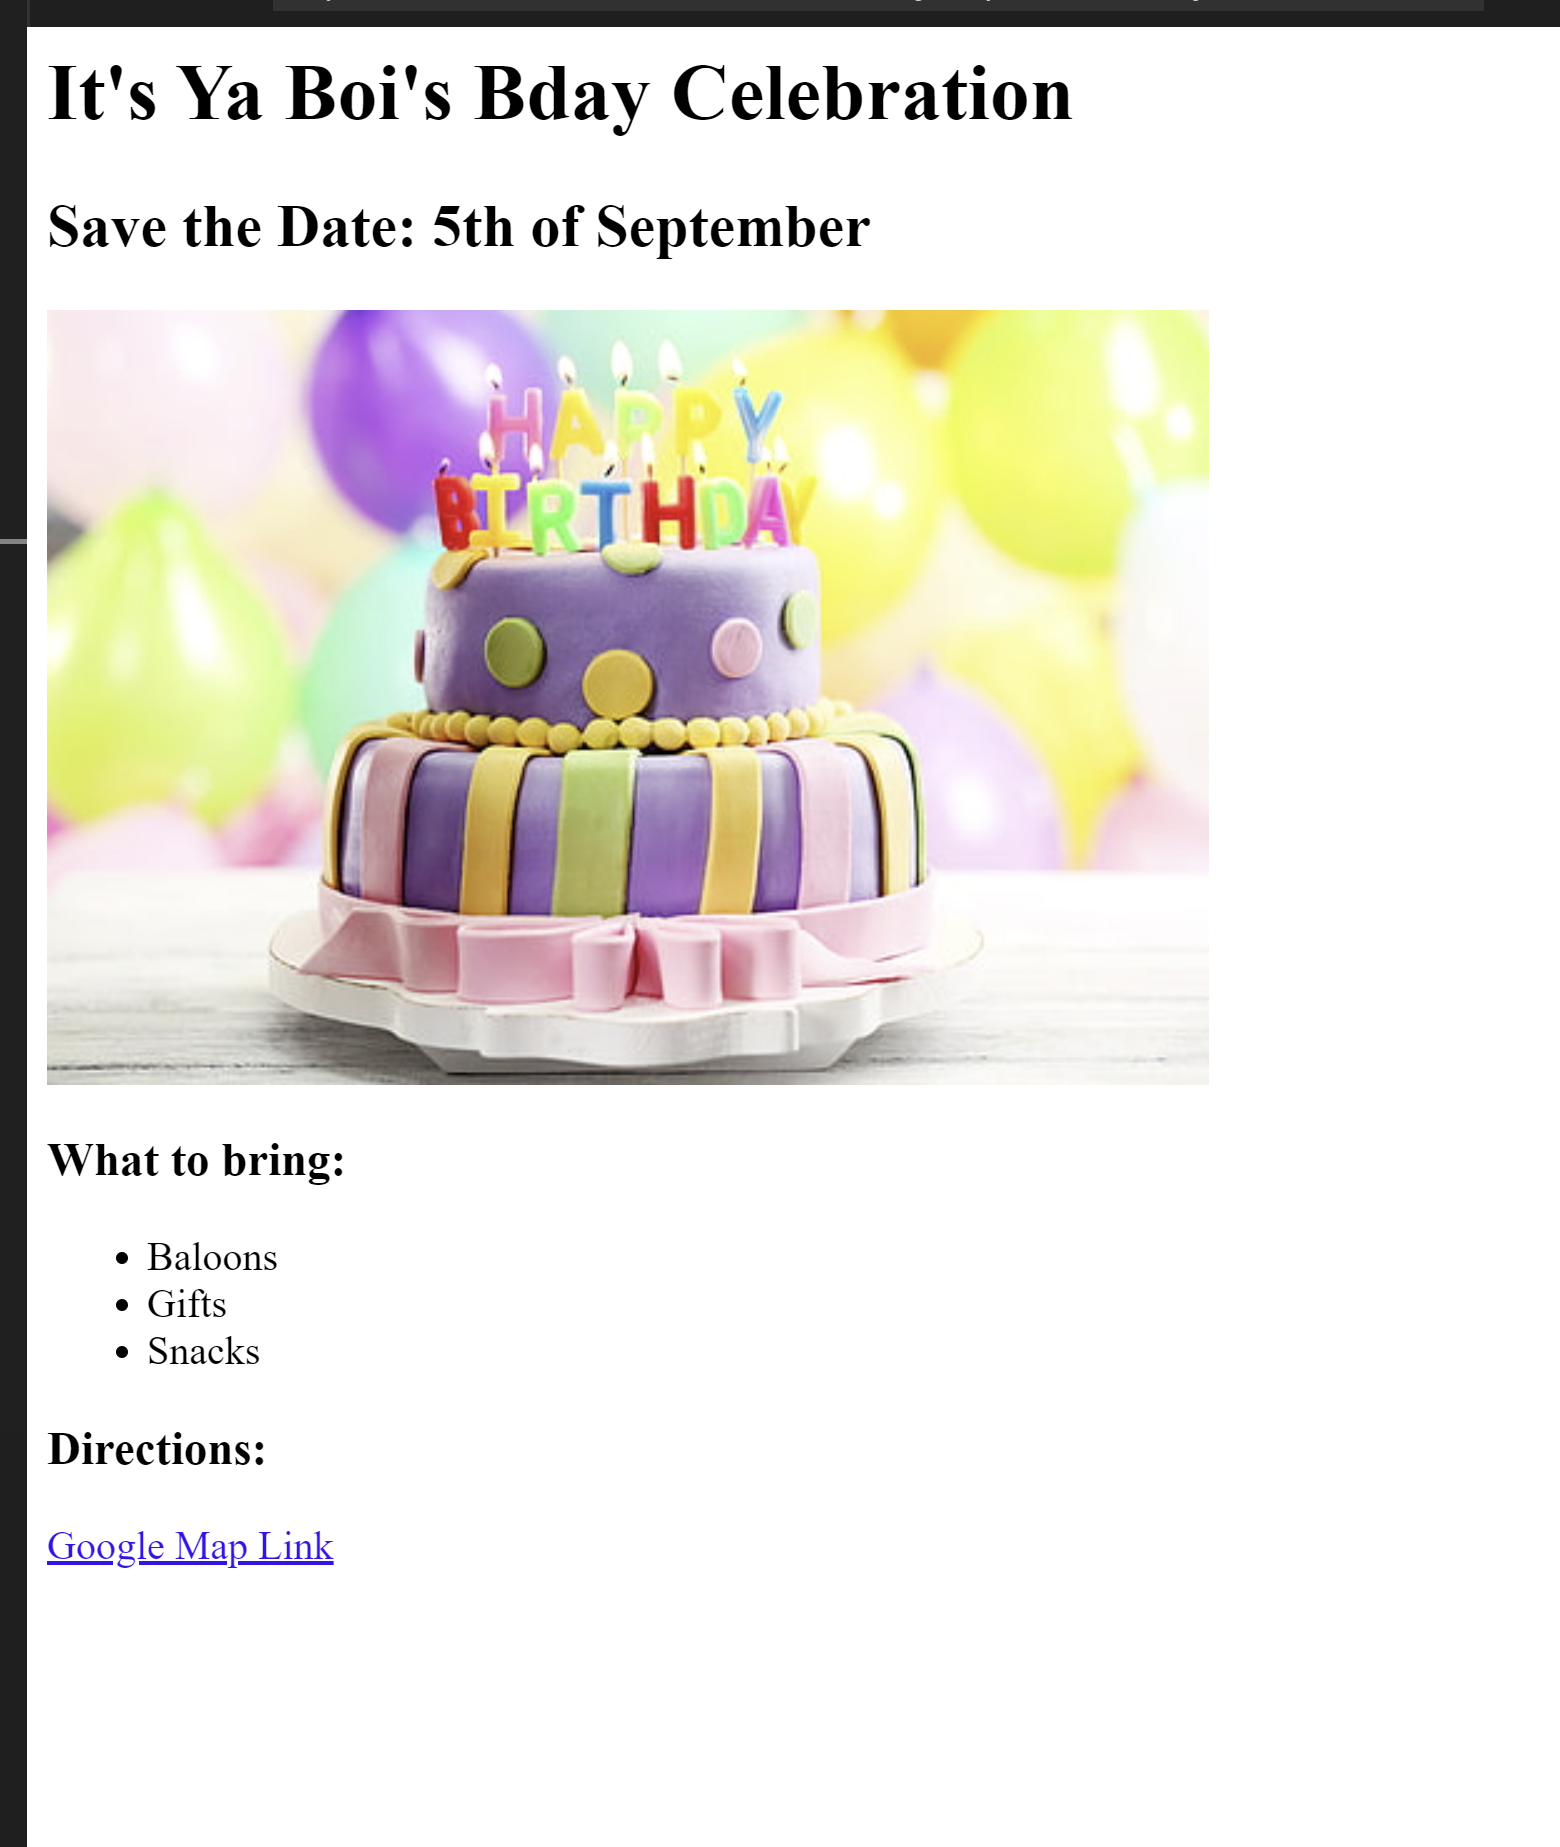 It's Ya Boi's Bday Celebration
Save the Date: 5th of September
HAPPY
BIRTHDAY
What to bring:
Baloons
Gifts
Snacks
Directions:
Google Map Link